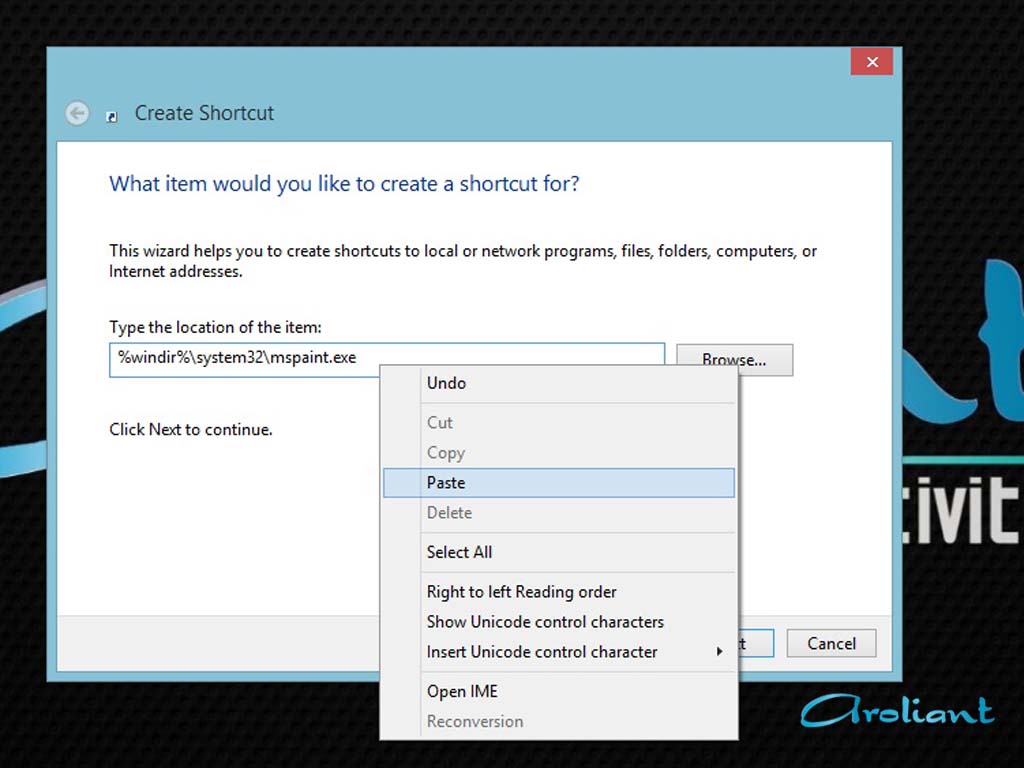 Create Shortcut
What item would you like to create a shortcut for?
This wizard helps you to create shortcuts to local or network programs, files, folders, computers, or
Internet addresses.
Type the location of the item:
%windir%\system32\mspaint.exe
Browse...
Click Next to continue.
Undo
Cut
Copy
Paste
Delete
Select All
Right to left Reading order
Show Unicode control characters
Insert Unicode control character
Open IME
Reconversion
Cancel
Aroliant